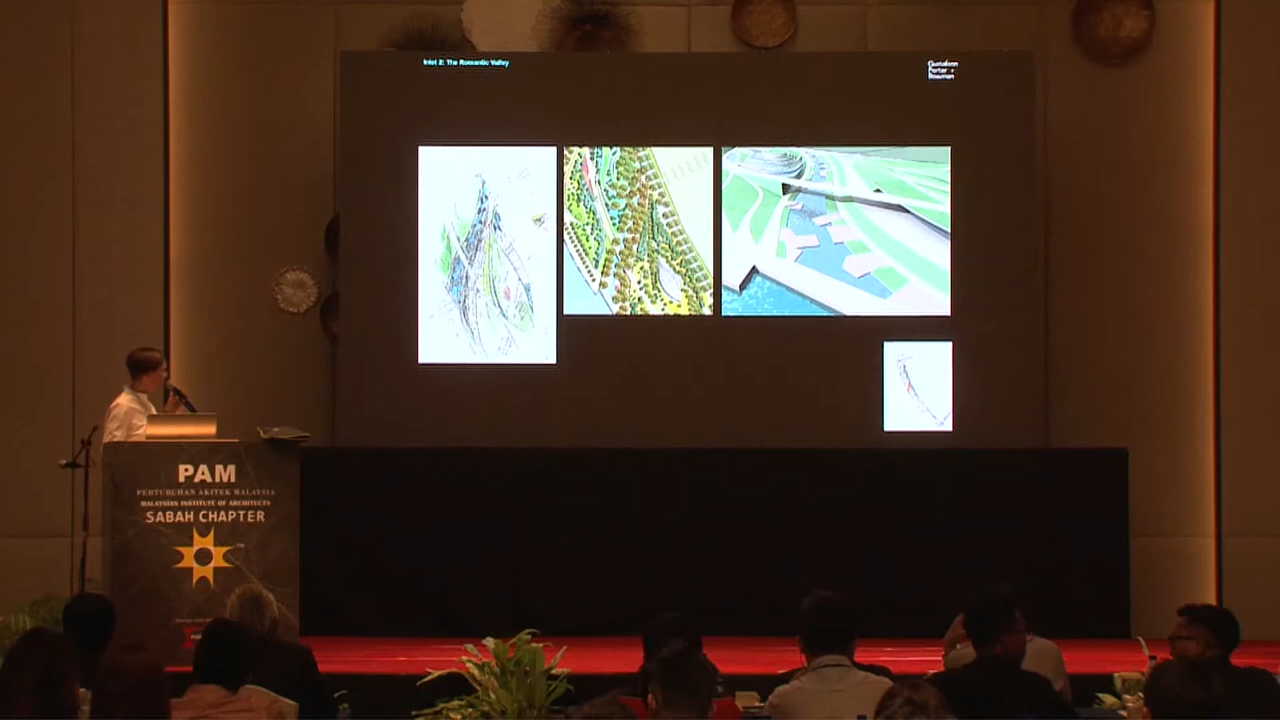 Inlet 2: The Romantic Valley
Gustafson
Porter +
Bowman
PAM
PERTUBUHAN AKITEK MALAYSIA
MALAYSIAN INSTITUTE OF ARCHITECTS
SABAH CHAPTER